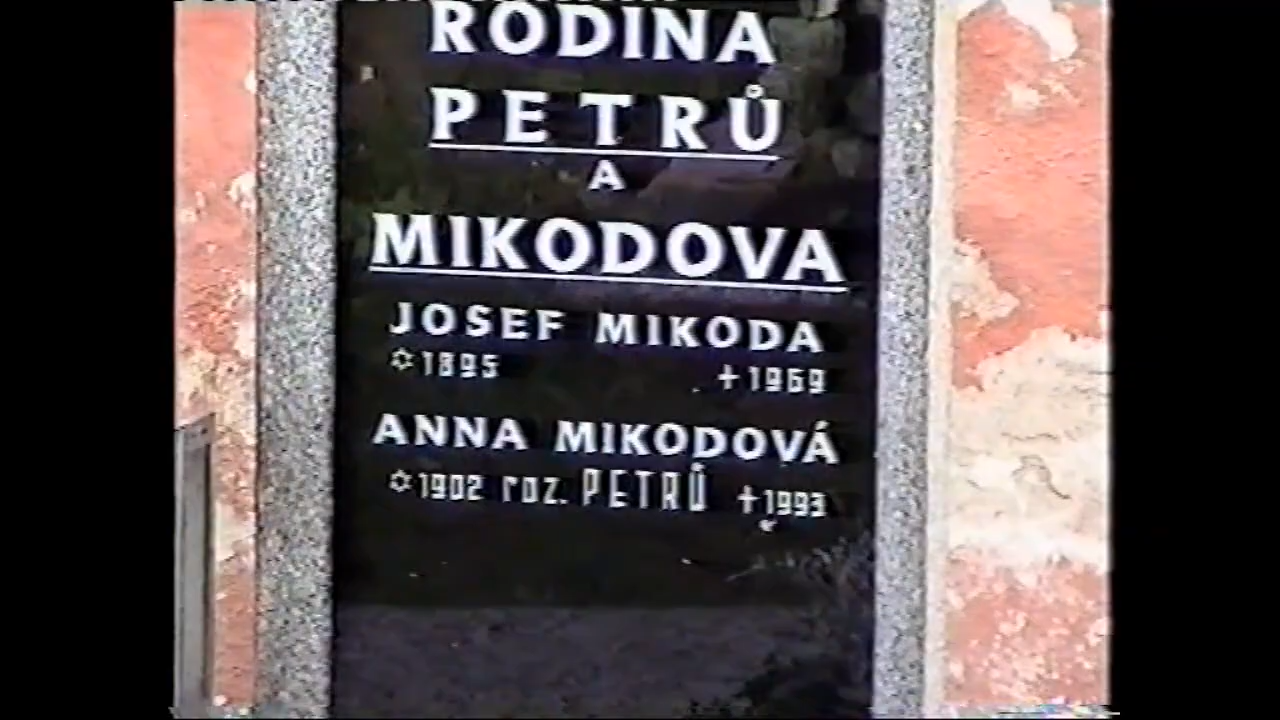 RODINA
PETRŮ
A
MIKODOVA
JOSEF MIKODA
✡1895 ✝1969
ANNA MIKODOVÁ
✡1902 roz. PETRŮ ✝1993